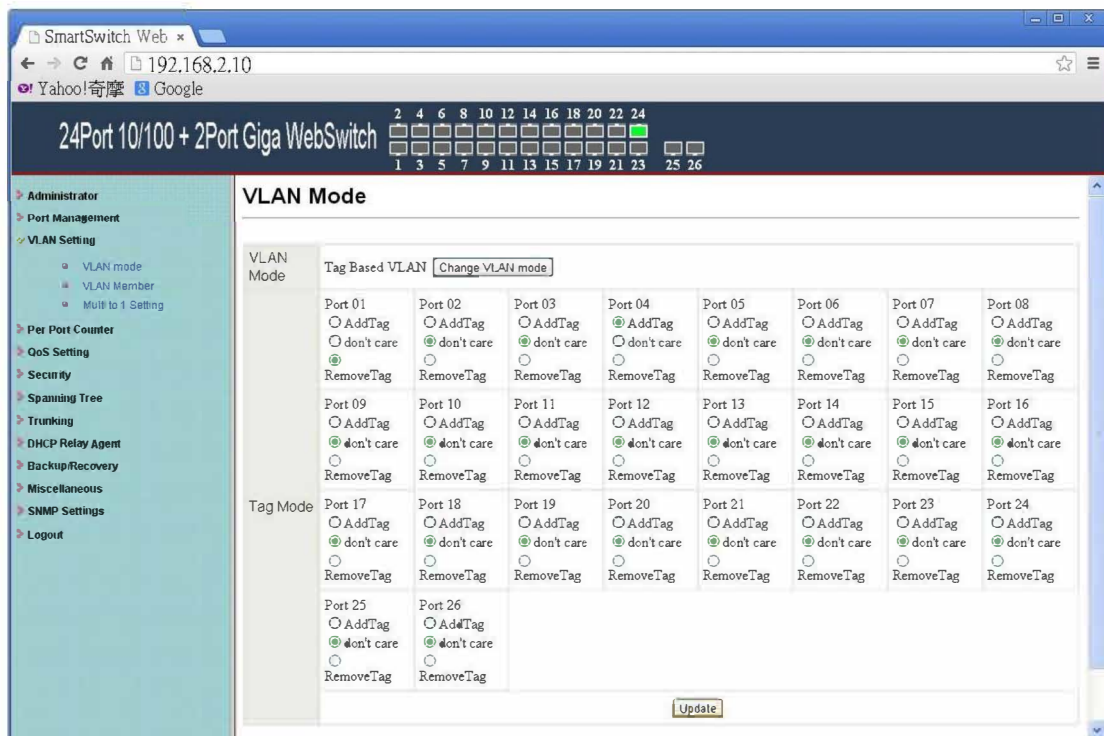 SmartSwitch Web ×
192.168.2.10
Yahoo!奇摩 Google
2 4 6 8 10 12 14 16 18 20 22 24
24Port 10/100 + 2Port Giga WebSwitch
1 3 5 7 9 11 13 15 17 19 21 23 25 26
Administrator
Port Management
VLAN Setting
VLAN mode
VLAN Member
Multi to 1 Setting
Per Port Counter
QoS Setting
Security
Spanning Tree
Trunking
DHCP Relay Agent
Backup/Recovery
Miscellaneous
SNMP Settings
Logout
VLAN Mode
VLAN Mode
Tag Based VLAN Change VLAN mode
Tag Mode
Port 01 Port 02 Port 03 Port 04 Port 05 Port 06 Port 07 Port 08
AddTag AddTag AddTag AddTag AddTag AddTag AddTag AddTag
don't care don't care don't care don't care don't care don't care don't care don't care
RemoveTag RemoveTag RemoveTag RemoveTag RemoveTag RemoveTag RemoveTag RemoveTag
Port 09 Port 10 Port 11 Port 12 Port 13 Port 14 Port 15 Port 16
AddTag AddTag AddTag AddTag AddTag AddTag AddTag AddTag
don't care don't care don't care don't care don't care don't care don't care don't care
RemoveTag RemoveTag RemoveTag RemoveTag RemoveTag RemoveTag RemoveTag RemoveTag
Port 17 Port 18 Port 19 Port 20 Port 21 Port 22 Port 23 Port 24
AddTag AddTag AddTag AddTag AddTag AddTag AddTag AddTag
don't care don't care don't care don't care don't care don't care don't care don't care
RemoveTag RemoveTag RemoveTag RemoveTag RemoveTag RemoveTag RemoveTag RemoveTag
Port 25 Port 26
AddTag AddTag
don't care don't care
RemoveTag RemoveTag
Update